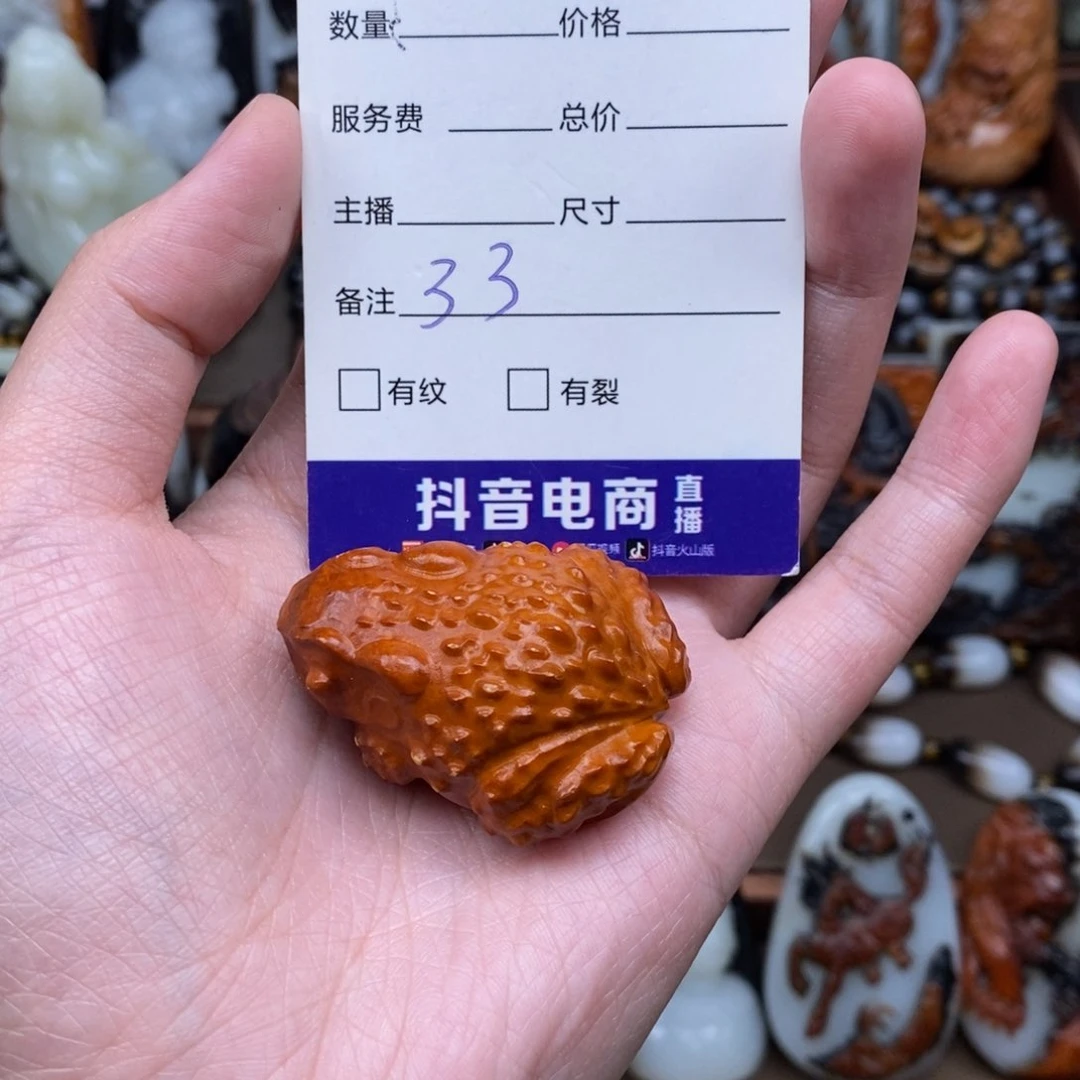 数量 价格
服务费 总价
主播 尺寸
备注 33
有纹 有裂
抖音电商 直播
抖音火山版